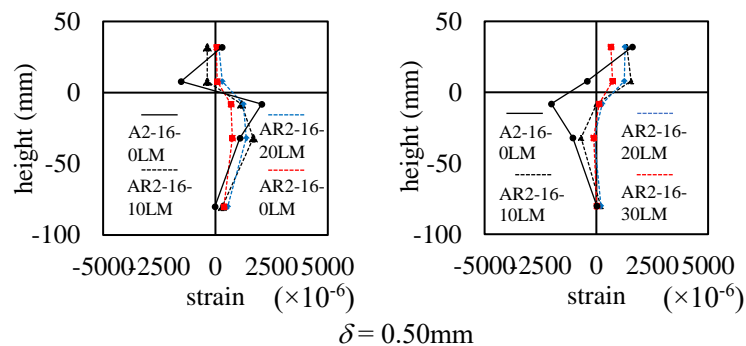 50
0
-50
-100
height (mm)
A2-16-
0LM
AR2-16-
20LM
AR2-16-
10LM
AR2-16-
0LM
-5000 -2500 0 2500 5000
strain (×10⁻⁶)
50
0
-50
-100
height (mm)
A2-16-
0LM
AR2-16-
20LM
AR2-16-
10LM
AR2-16-
30LM
-5000 -2500 0 2500 5000
strain (×10⁻⁶)
δ = 0.50mm